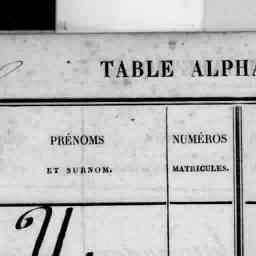 TABLE ALPHA
PRÉNOMS NUMÉROS
ET SURNOM. MATRICULES.